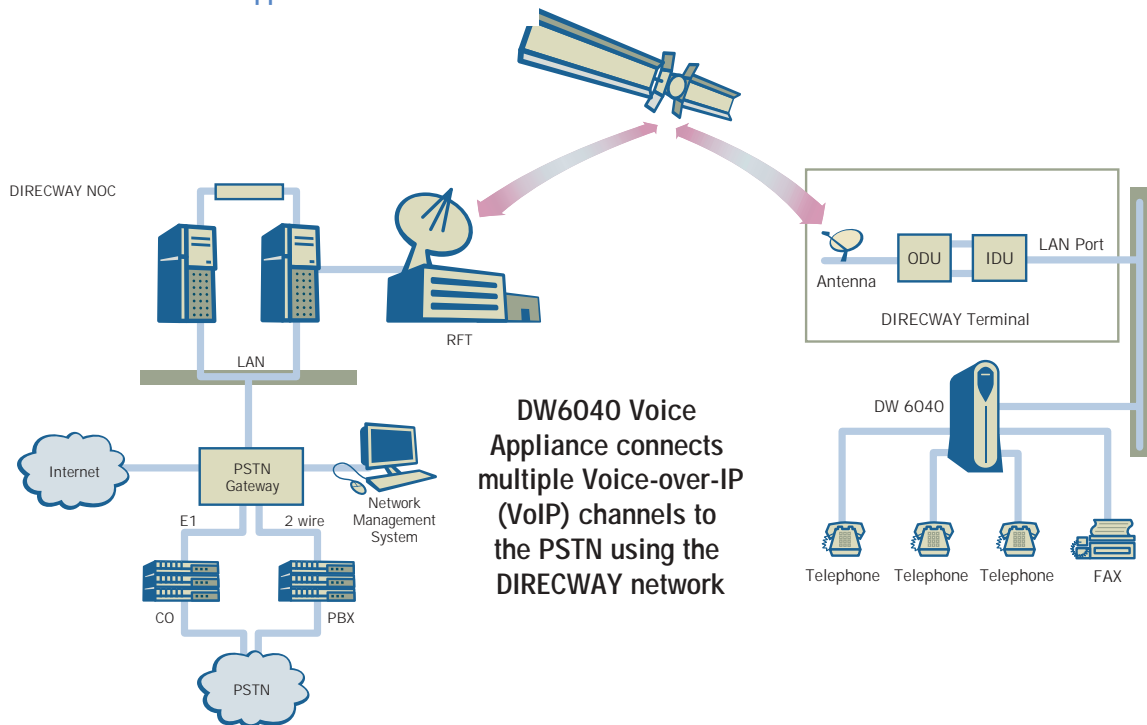 DIRECWAY NOC
RFT
LAN
Internet
PSTN
Gateway
Network
Management
System
E1
2 wire
CO
PBX
PSTN
DW6040 Voice
Appliance connects
multiple Voice-over-IP
(VoIP) channels to
the PSTN using the
DIRECWAY network
Antenna
ODU
IDU
LAN Port
DIRECWAY Terminal
DW 6040
Telephone
Telephone
Telephone
FAX